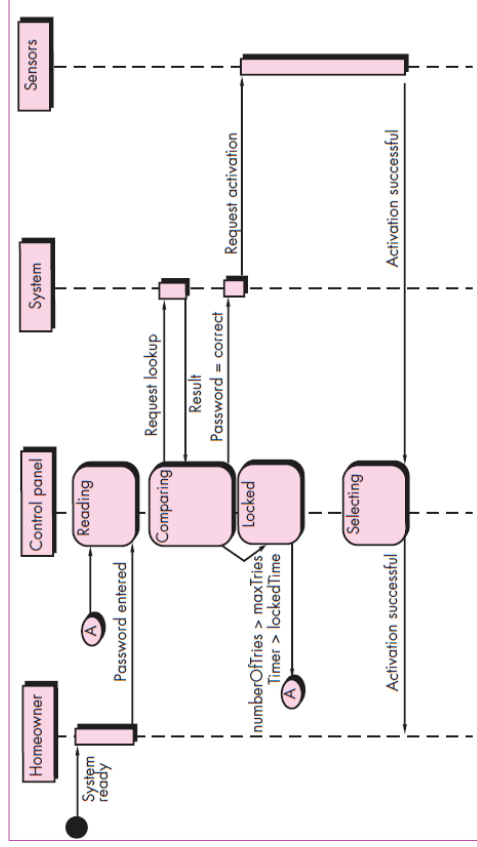 Homeowner
Control panel
System
Sensors
System
ready
A
Reading
Password entered
Request lookup
Comparing
Result
Password = correct
Request activation
numberOfTries > maxTries
Locked
Timer > lockedTime
A
Selecting
Activation successful
Activation successful